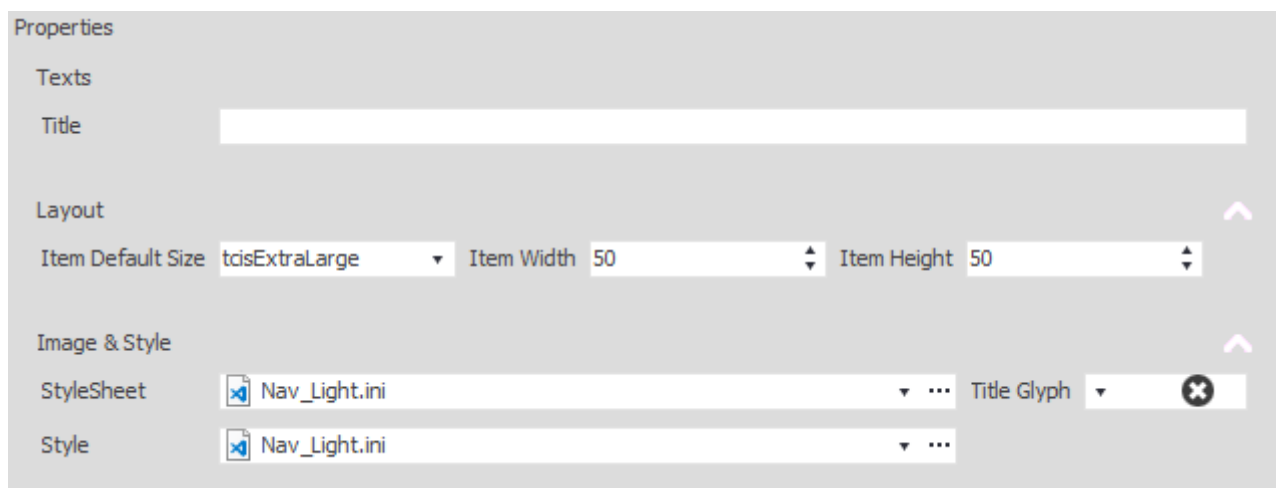 Properties
Texts
Title
Layout
Item Default Size tcisExtraLarge Item Width 50 Item Height 50
Image & Style
StyleSheet Nav_Light.ini ... Title Glyph
Style Nav_Light.ini ...